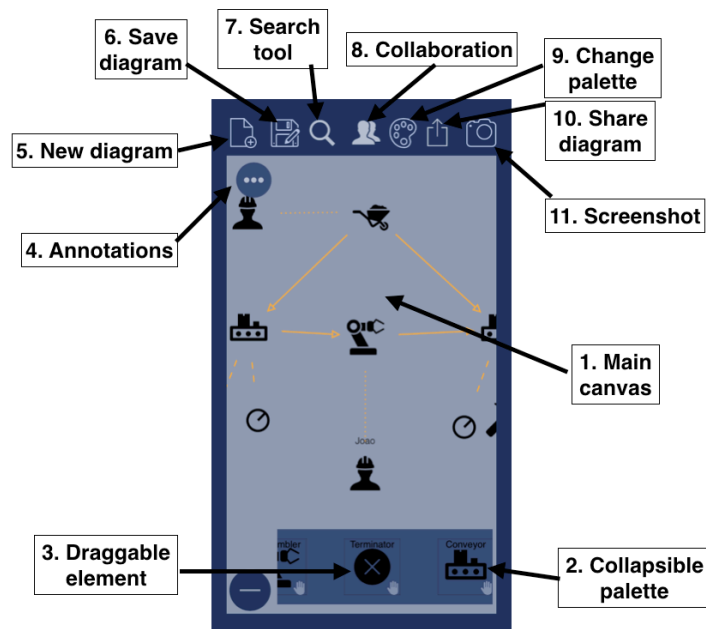 7. Search
tool
6. Save
diagram
8. Collaboration
9. Change
palette
10. Share
diagram
5. New diagram
11. Screenshot
4. Annotations
1. Main
canvas
Joao
3. Draggable
element
mbler
Terminator
Conveyor
2. Collapsible
palette